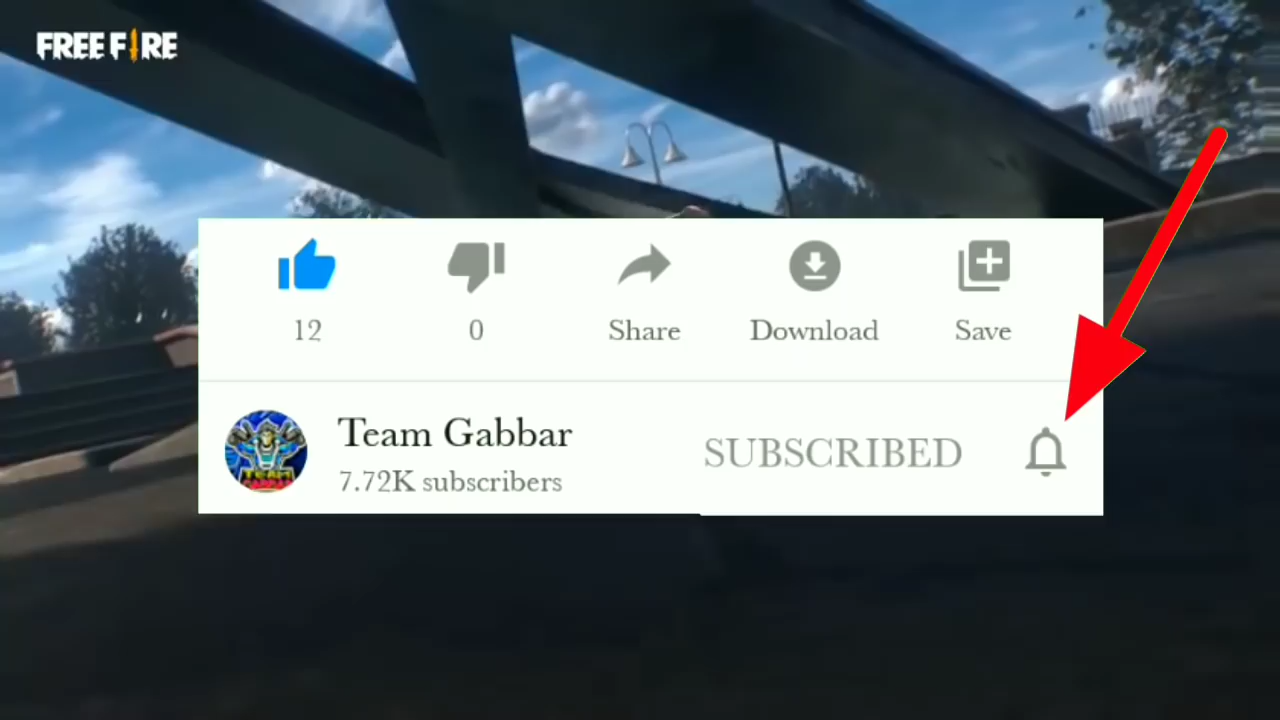 FREE FIRE
12
0
Share
Download
Save
Team Gabbar
SUBSCRIBED
7.72K subscribers